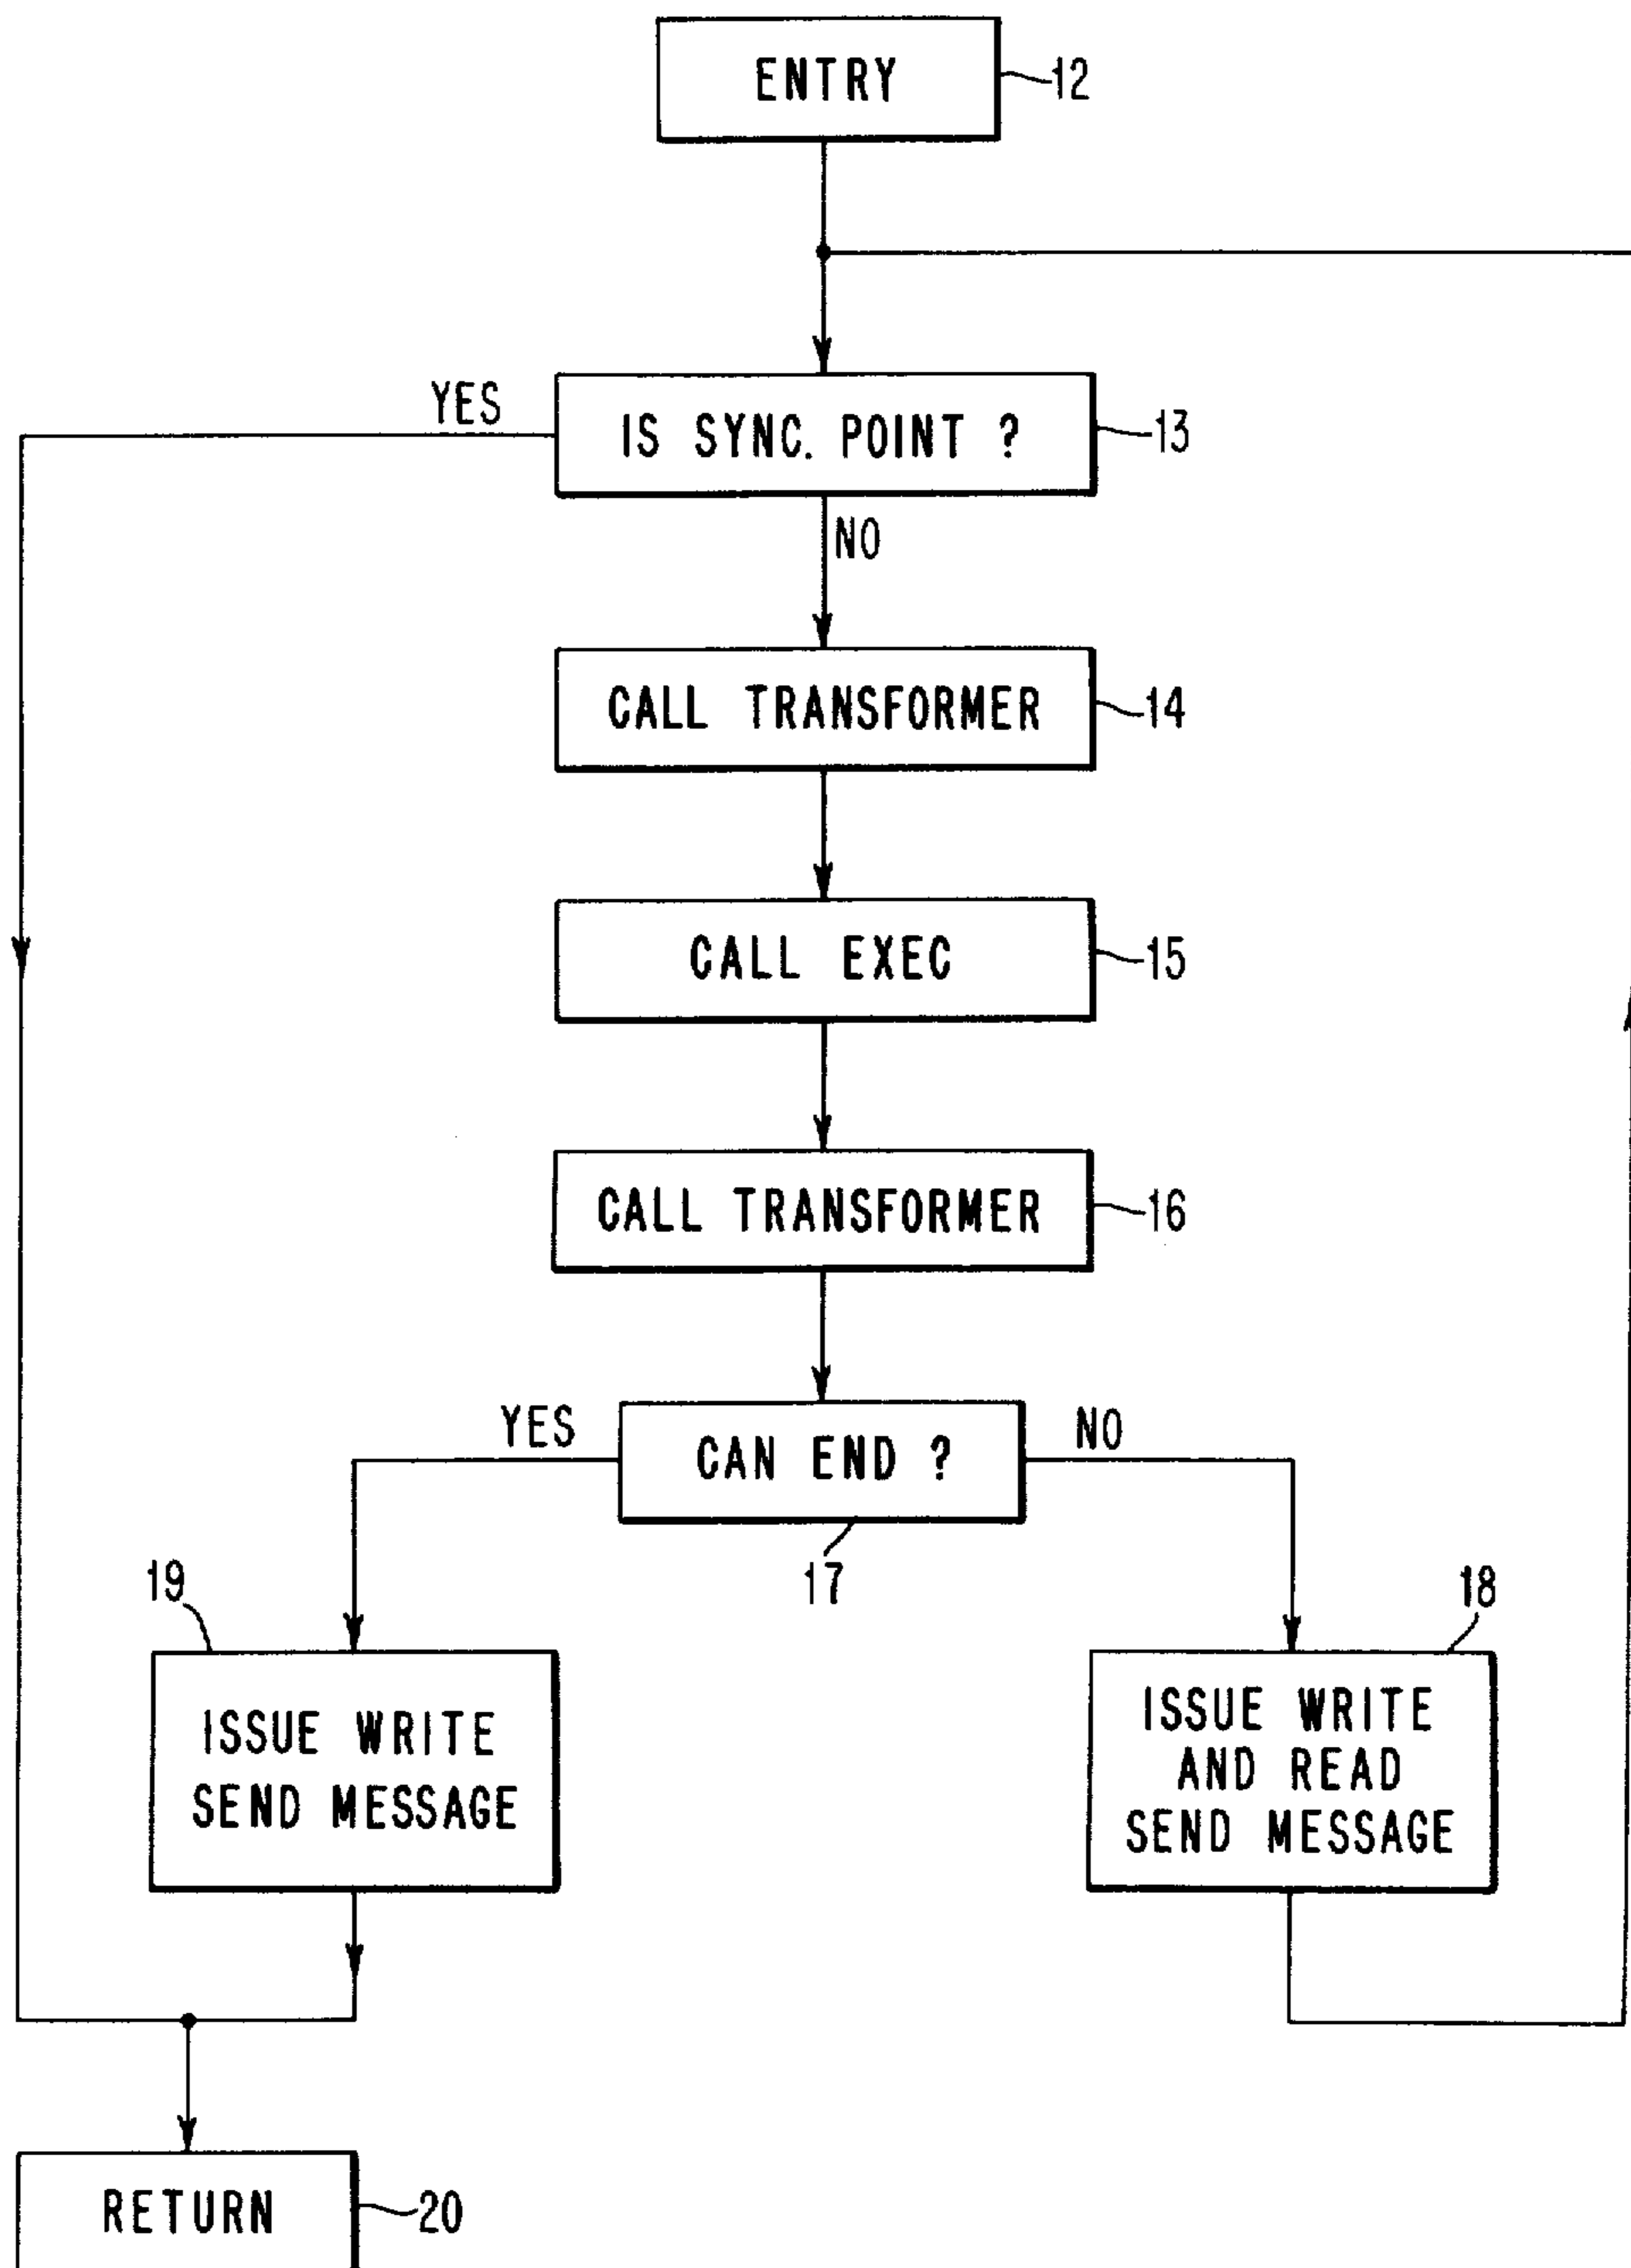 ENTRY
12
YES
IS SYNC. POINT ?
13
NO
CALL TRANSFORMER
14
CALL EXEC
15
CALL TRANSFORMER
16
YES
CAN END ?
NO
17
19
18
ISSUE WRITE
SEND MESSAGE
ISSUE WRITE
AND READ
SEND MESSAGE
RETURN
20